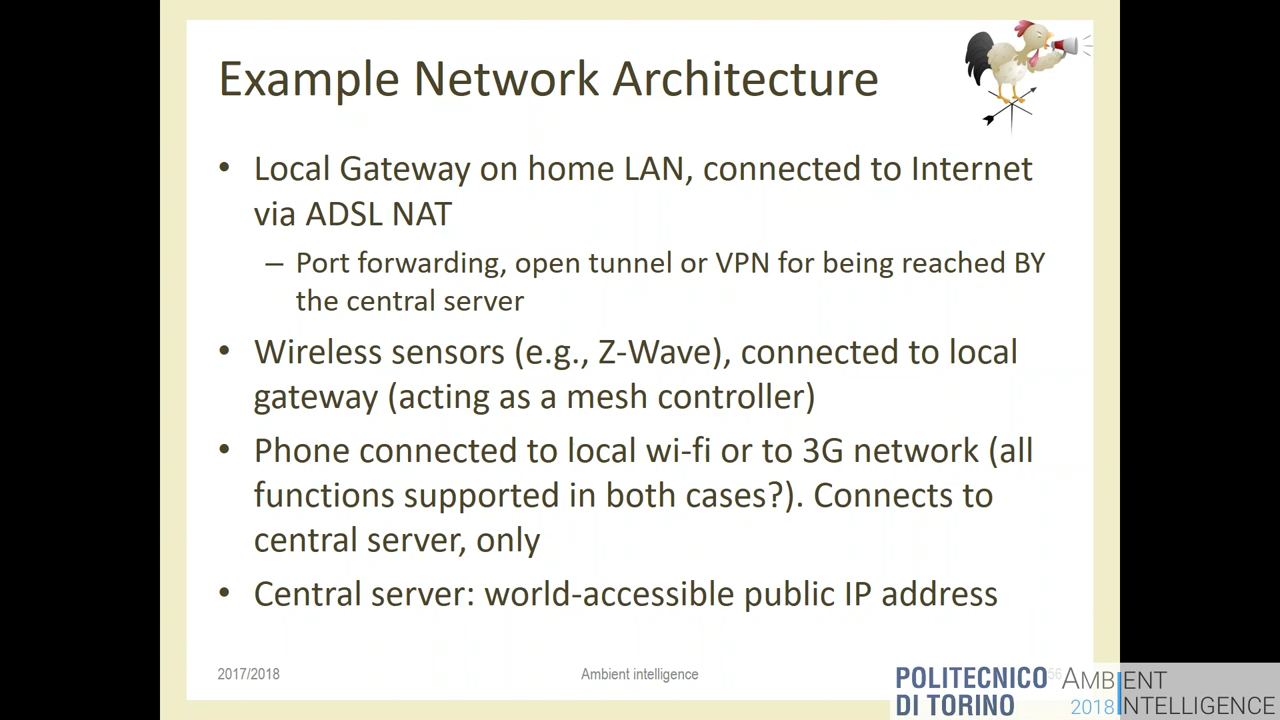 Example Network Architecture
• Local Gateway on home LAN, connected to Internet
via ADSL NAT
– Port forwarding, open tunnel or VPN for being reached BY
the central server
• Wireless sensors (e.g., Z-Wave), connected to local
gateway (acting as a mesh controller)
• Phone connected to local wi-fi or to 3G network (all
functions supported in both cases?). Connects to
central server, only
• Central server: world-accessible public IP address
2017/2018
Ambient intelligence
56
POLITECNICO
DI TORINO
AMBIENT
2018 INTELLIGENCE